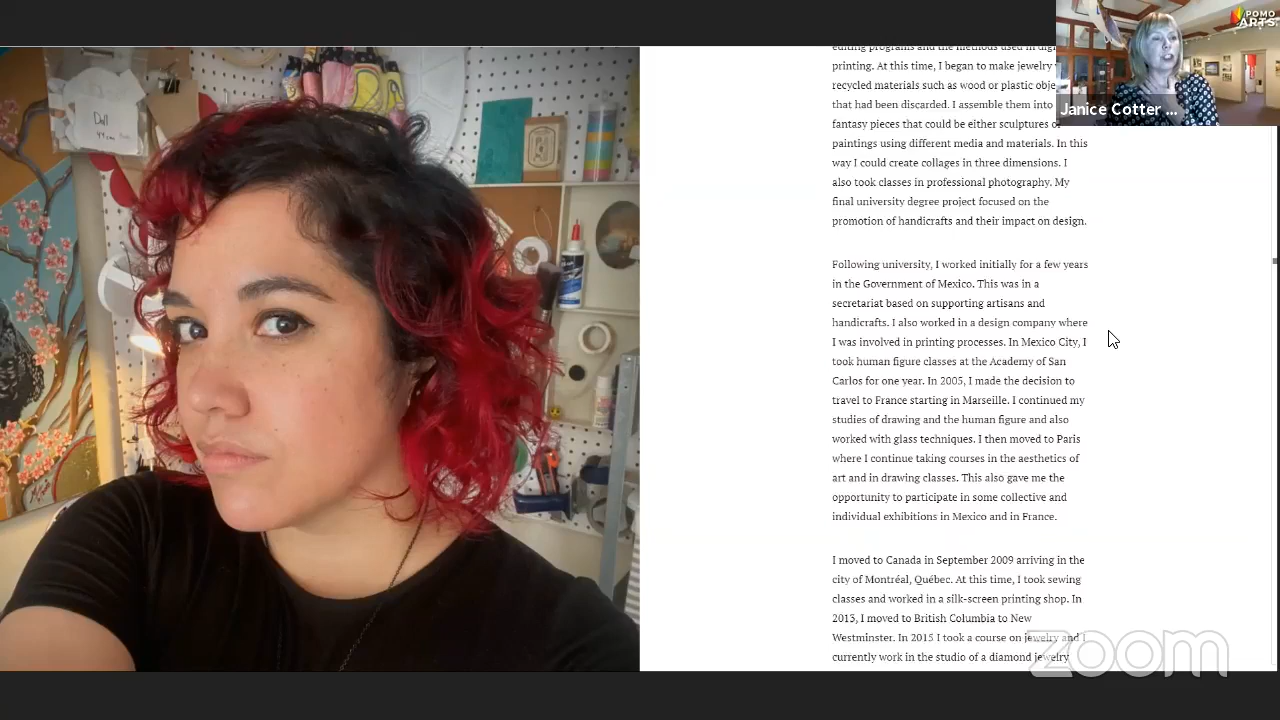 POMO
ARTS.
Janice Cotter ...
Doll
44cm
editing programs and the methods used in
printing. At this time, I began to make jewelry
recycled materials such as wood or plastic
that had been discarded. I assemble them into
fantasy pieces that could be either sculptures
paintings using different media and materials. In this
way I could create collages in three dimensions. I
also took classes in professional photography. My
final university degree project focused on the
promotion of handicrafts and their impact on design.
Following university, I worked initially for a few years
in the Government of Mexico. This was in a
secretariat based on supporting artisans and
handicrafts. I also worked in a design company where
I was involved in printing processes. In Mexico City, I
took human figure classes at the Academy of San
Carlos for one year. In 2005, I made the decision to
travel to France starting in Marseille. I continued my
studies of drawing and the human figure and also
worked with glass techniques. I then moved to Paris
where I continue taking courses in the aesthetics of
art and in drawing classes. This also gave me the
opportunity to participate in some collective and
individual exhibitions in Mexico and in France.
I moved to Canada in September 2009 arriving in the
city of Montréal, Québec. At this time, I took sewing
classes and worked in a silk-screen printing shop. In
2013, I moved to British Columbia to New
Westminster. In 2015 I took a course on jewelry and I
currently work in the studio of a diamond jewelry
zoom